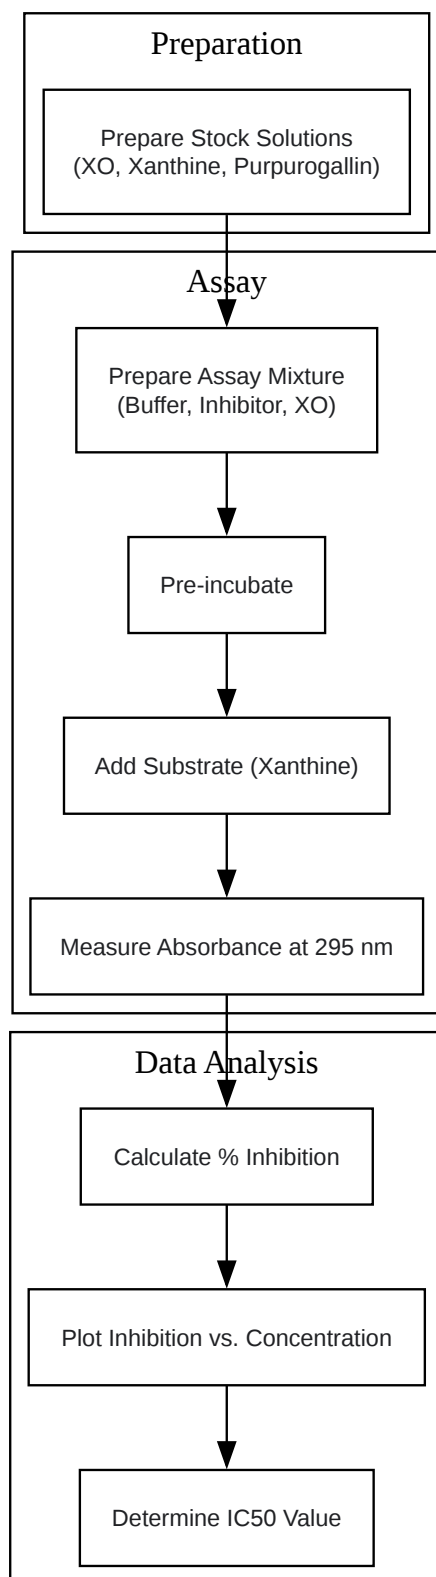 Preparation
Prepare Stock Solutions
(XO, Xanthine, Purpurogallin)
Assay
Prepare Assay Mixture
(Buffer, Inhibitor, XO)
Pre-incubate
Add Substrate (Xanthine)
Measure Absorbance at 295 nm
Data Analysis
Calculate % Inhibition
Plot Inhibition vs. Concentration
Determine IC50 Value